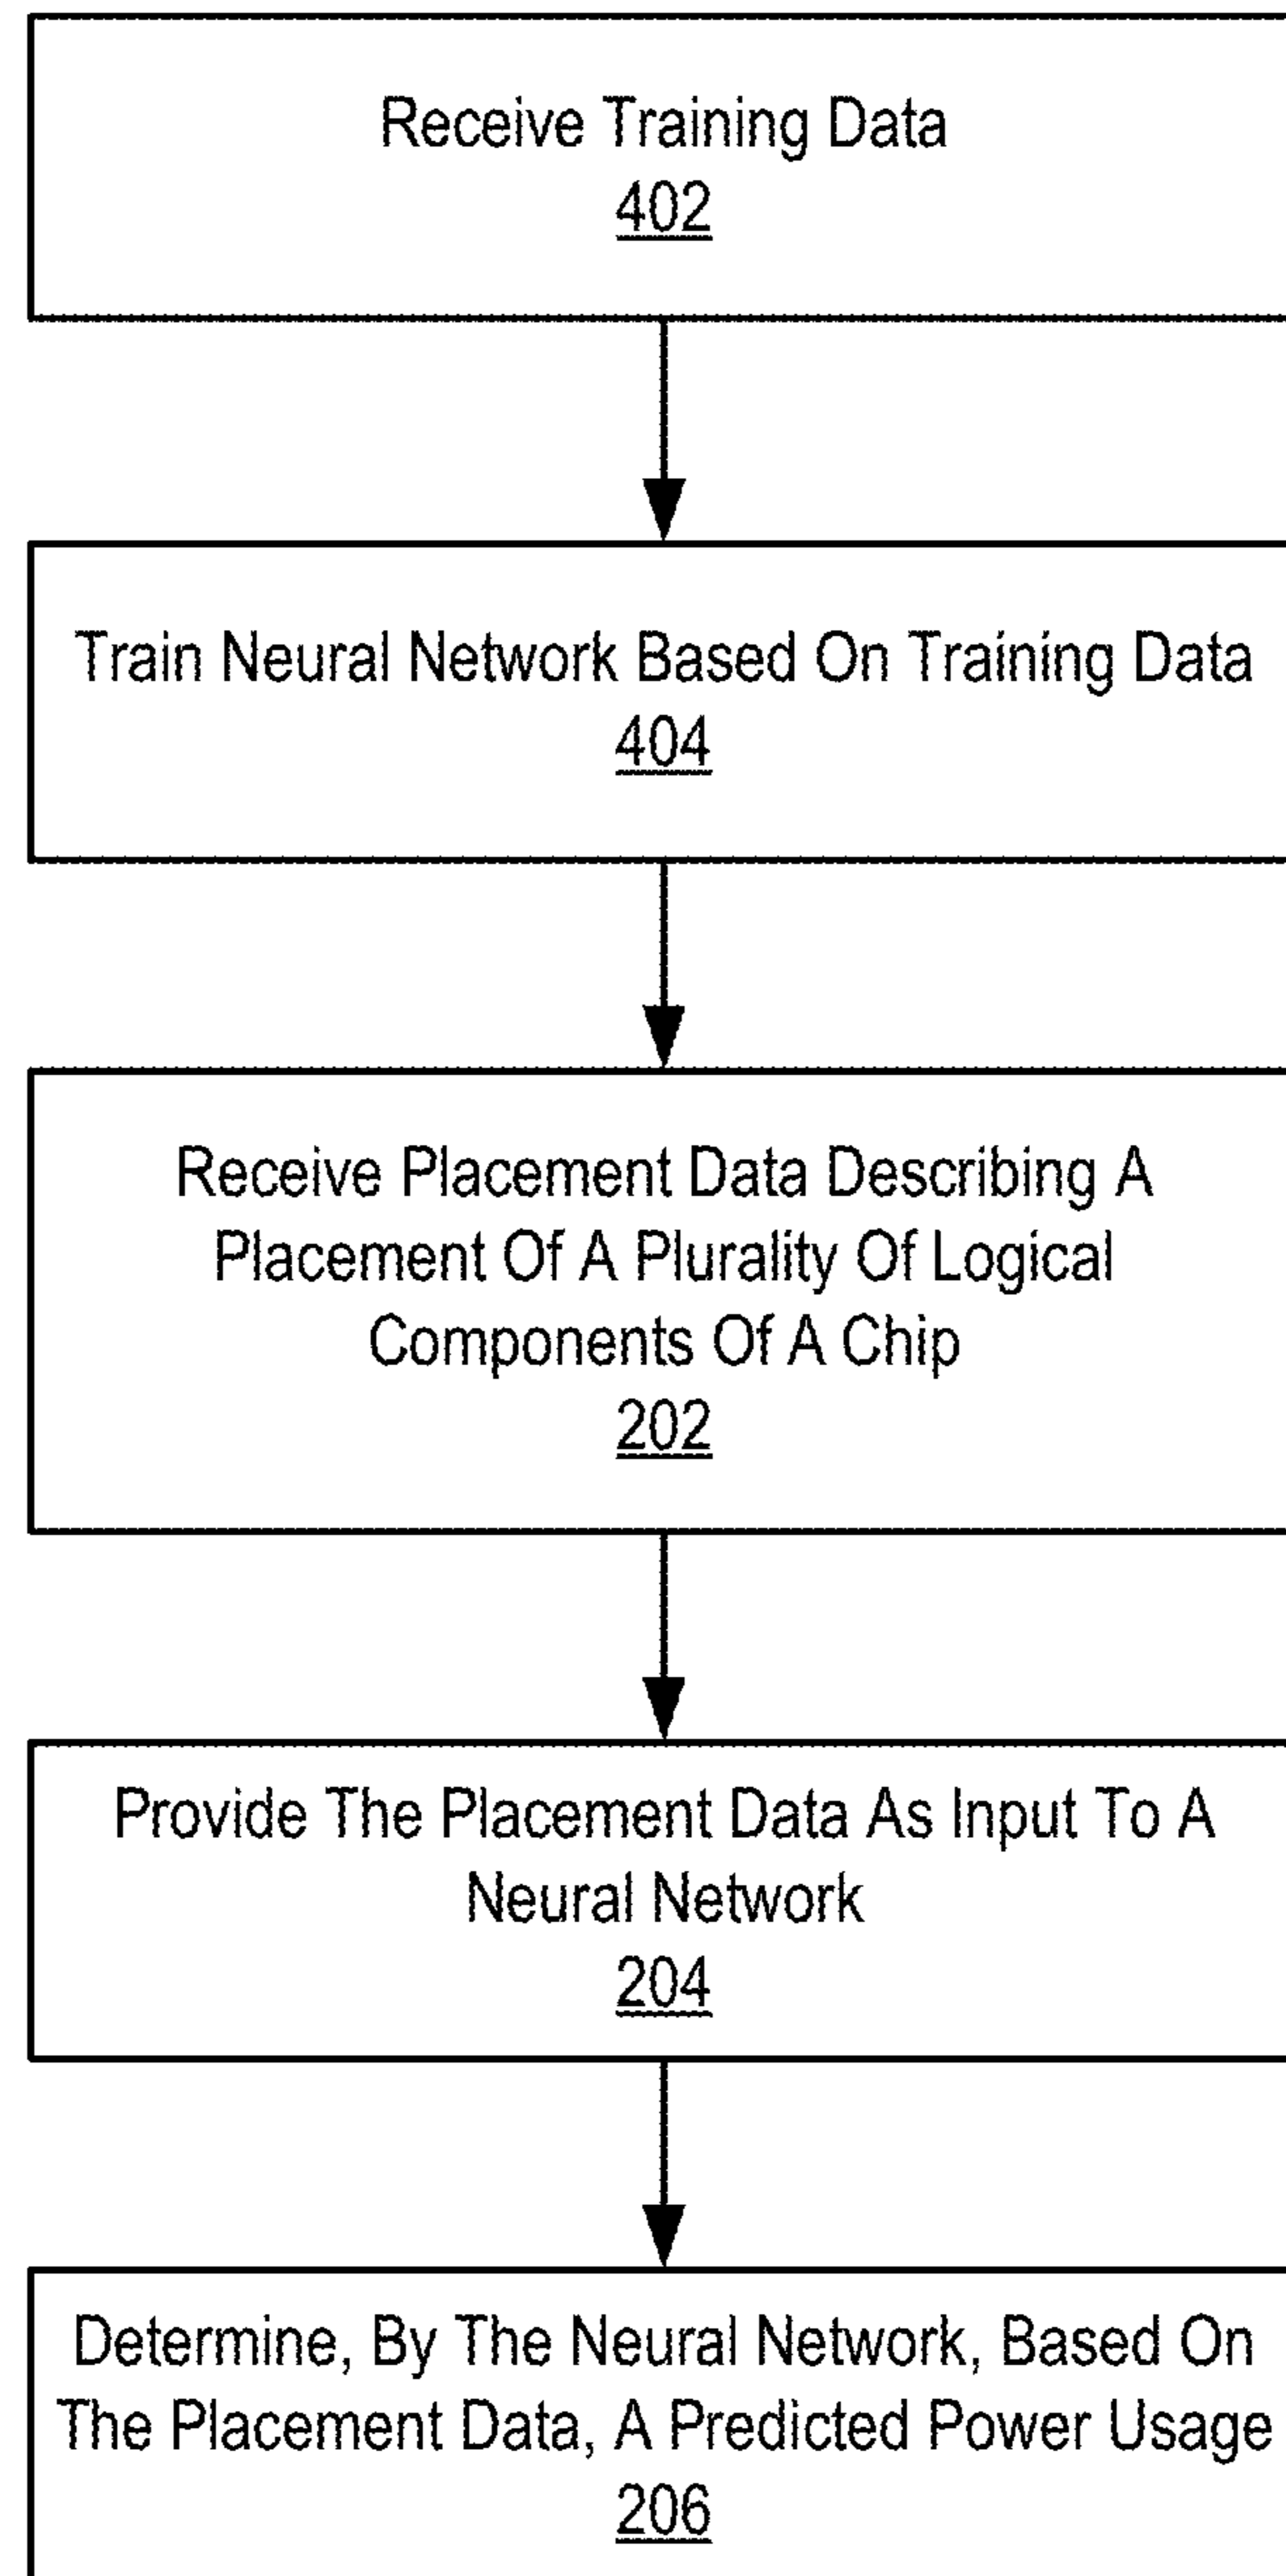 Receive Training Data
402
Train Neural Network Based On Training Data
404
Receive Placement Data Describing A
Placement Of A Plurality Of Logical
Components Of A Chip
202
Provide The Placement Data As Input To A
Neural Network
204
Determine, By The Neural Network, Based On
The Placement Data, A Predicted Power Usage
206